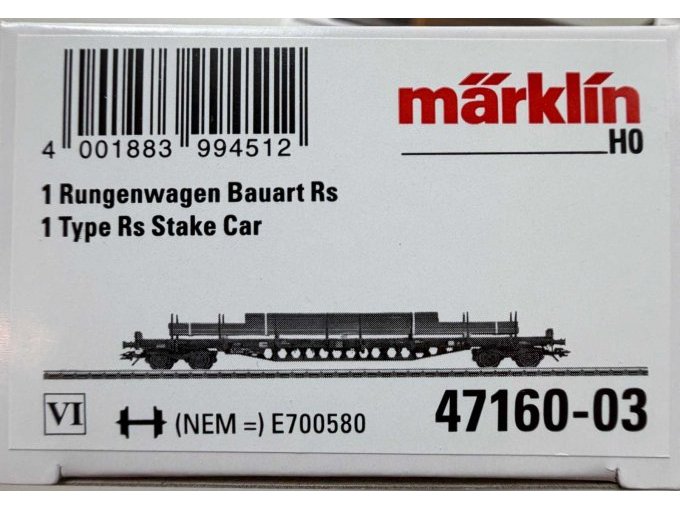 4 001883 994512
märklin
H0
1 Rungenwagen Bauart Rs
1 Type Rs Stake Car
VI
(NEM =) E700580
47160-03